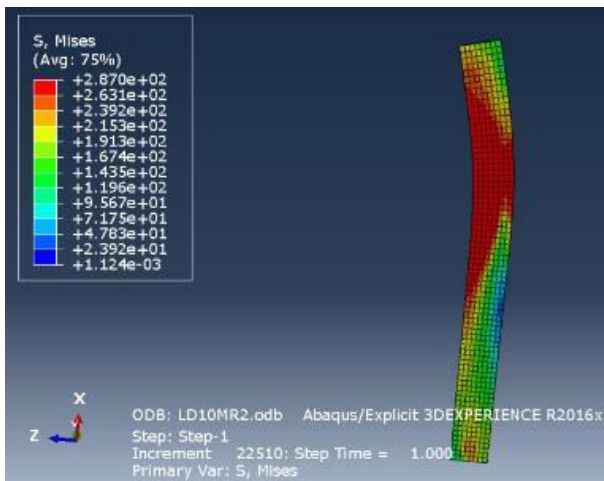 S, Mises
(Avg: 75%)
+2.870e+02
+2.631e+02
+2.392e+02
+2.153e+02
+1.913e+02
+1.674e+02
+1.435e+02
+1.196e+02
+9.567e+01
+7.175e+01
+4.783e+01
+2.392e+01
+1.124e-03
X
Y
Z
ODB: LD10MR2.odb Abaqus/Explicit 3DEXPERIENCE R2016x
Step: Step-1
Increment 22510: Step Time = 1.000
Primary Var: S, Mises